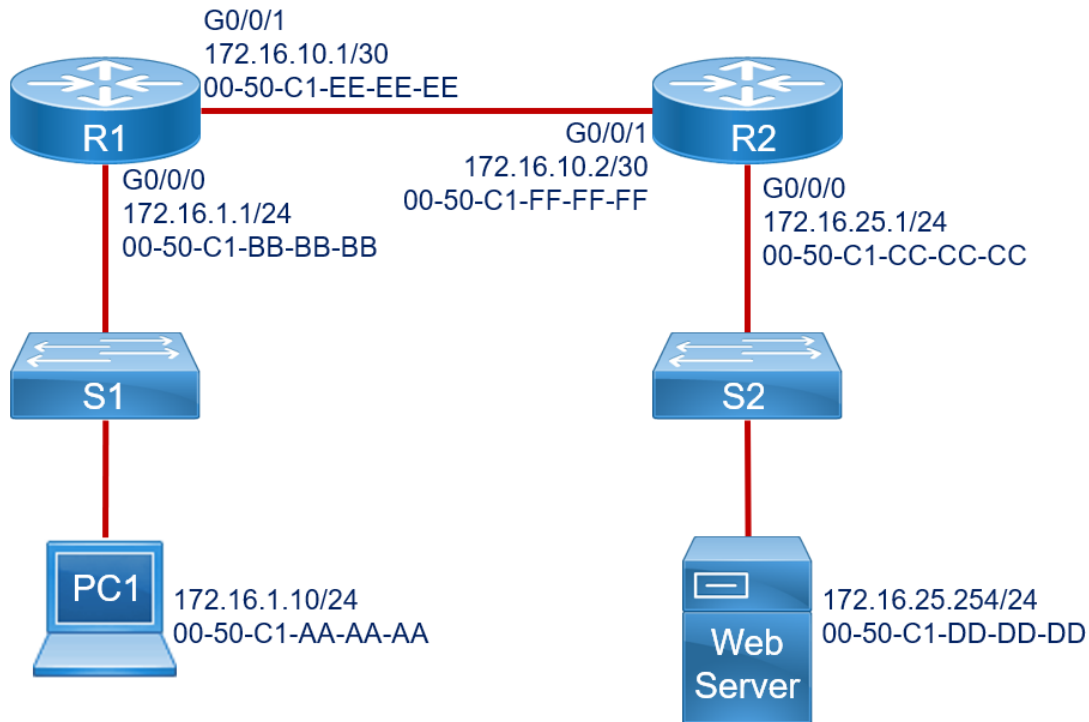 G0/0/1
172.16.10.1/30
00-50-C1-EE-EE-EE
R1
R2
G0/0/1
172.16.10.2/30
00-50-C1-FF-FF-FF
G0/0/0
172.16.1.1/24
00-50-C1-BB-BB-BB
G0/0/0
172.16.25.1/24
00-50-C1-CC-CC-CC
S1
S2
PC1
172.16.1.10/24
00-50-C1-AA-AA-AA
Web
Server
172.16.25.254/24
00-50-C1-DD-DD-DD